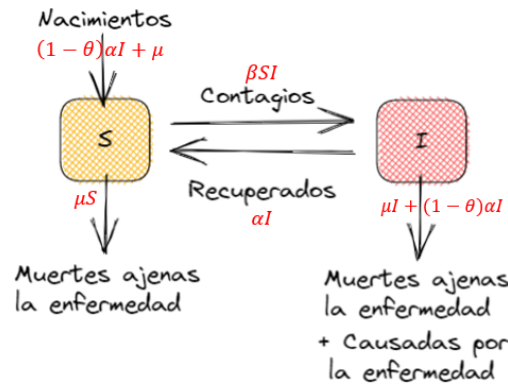 Nacimientos
(1 − θ)αI + μ
βSI
Contagios
S
I
Recuperados
αI
μS
μI + (1 − θ)αI
Muertes ajenas
la enfermedad
Muertes ajenas
la enfermedad
+ Causadas por
la enfermedad